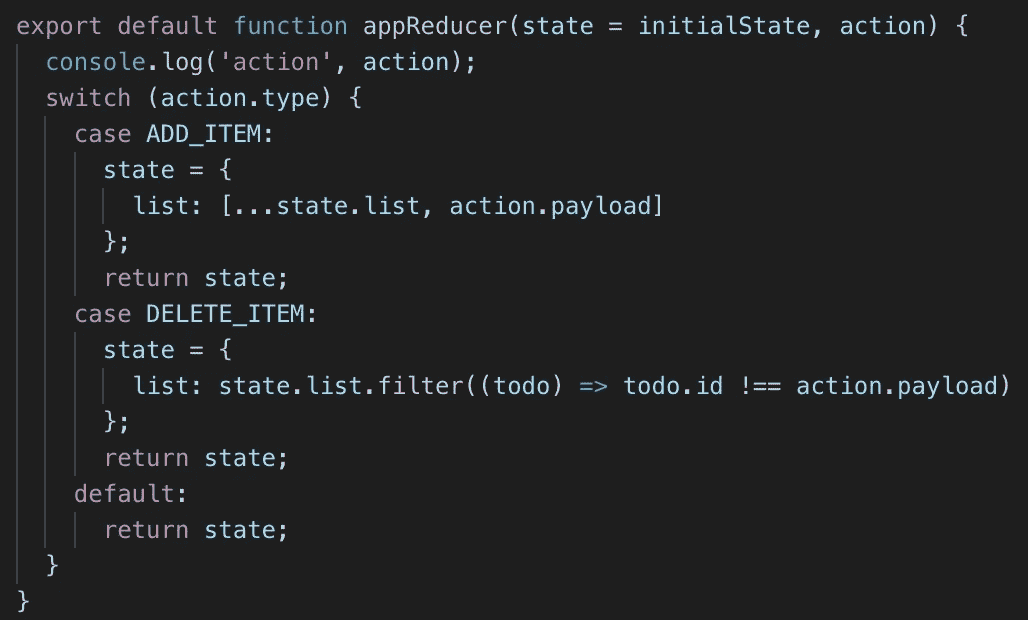 export default function appReducer(state = initialState, action) {
  console.log('action', action);
  switch (action.type) {
    case ADD_ITEM:
      state = {
        list: [...state.list, action.payload]
      };
      return state;
    case DELETE_ITEM:
      state = {
        list: state.list.filter((todo) => todo.id !== action.payload)
      };
      return state;
    default:
      return state;
  }
}